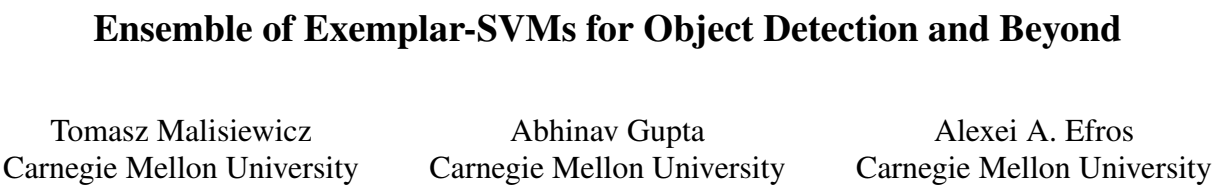 Ensemble of Exemplar-SVMs for Object Detection and Beyond
Tomasz Malisiewicz Abhinav Gupta Alexei A. Efros
Carnegie Mellon University Carnegie Mellon University Carnegie Mellon University